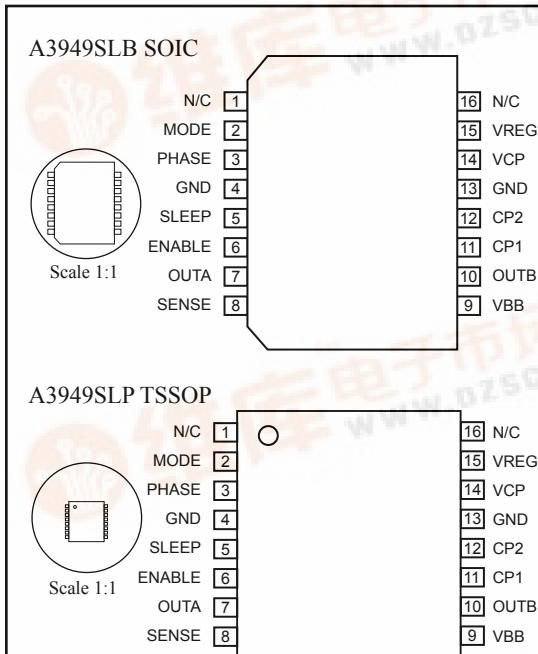 A3949SLB SOIC
N/C 1 16 N/C
MODE 2 15 VREG
PHASE 3 14 VCP
GND 4 13 GND
SLEEP 5 12 CP2
ENABLE 6 11 CP1
OUTA 7 10 OUTB
SENSE 8 9 VBB
Scale 1:1
A3949SLP TSSOP
N/C 1 16 N/C
MODE 2 15 VREG
PHASE 3 14 VCP
GND 4 13 GND
SLEEP 5 12 CP2
ENABLE 6 11 CP1
OUTA 7 10 OUTB
SENSE 8 9 VBB
Scale 1:1